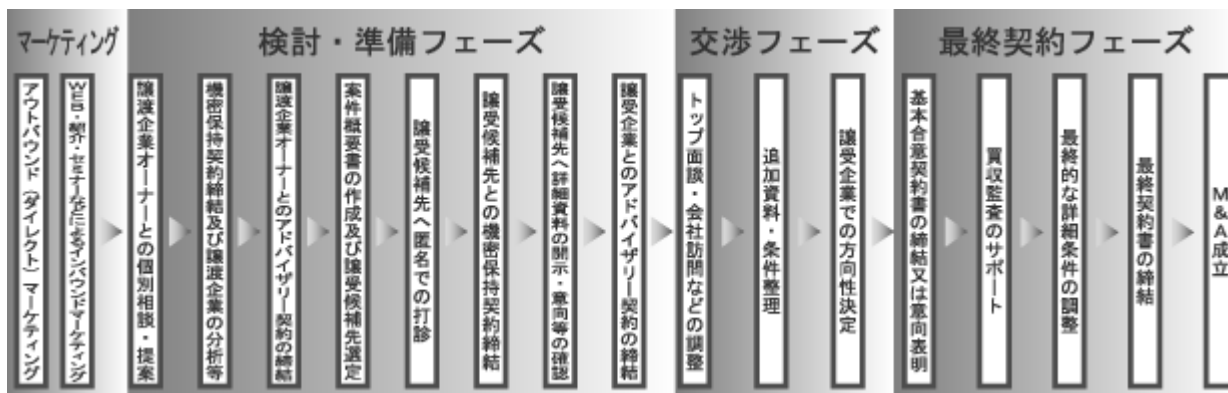 マーケティング
アウトバウンド（ダイレクト）マーケティング
WEB・紹介・セミナーなどによるインバウンドマーケティング
検討・準備フェーズ
譲渡企業オーナーとの個別相談・提案
機密保持契約締結及び譲渡企業の分析等
譲渡企業オーナーとのアドバイザリー契約の締結
案件概要書の作成及び譲受候補先選定
譲受候補先へ匿名での打診
譲受候補先との機密保持契約締結
譲受候補先へ詳細資料の開示・意向等の確認
譲受企業とのアドバイザリー契約の締結
交渉フェーズ
トップ面談・会社訪問などの調整
追加資料・条件整理
譲受企業での方向性決定
最終契約フェーズ
基本合意契約書の締結又は意向表明
買収監査のサポート
最終的な詳細条件の調整
最終契約書の締結
M&A成立